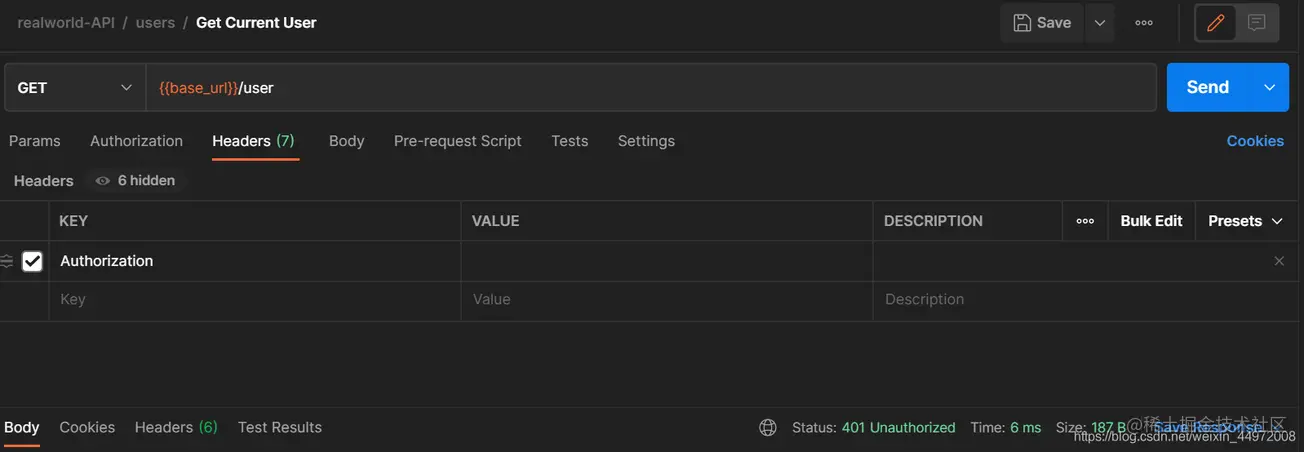 realworld-API / users / Get Current User Save
GET {{base_url}}/user Send
Params Authorization Headers (7) Body Pre-request Script Tests Settings Cookies
Headers 6 hidden
KEY VALUE DESCRIPTION Bulk Edit Presets
Authorization
Key Value Description
Body Cookies Headers (6) Test Results Status: 401 Unauthorized Time: 6 ms Size: 187 B Save Response
@稀土掘金技术社区
https://blog.csdn.net/weixin_44972008